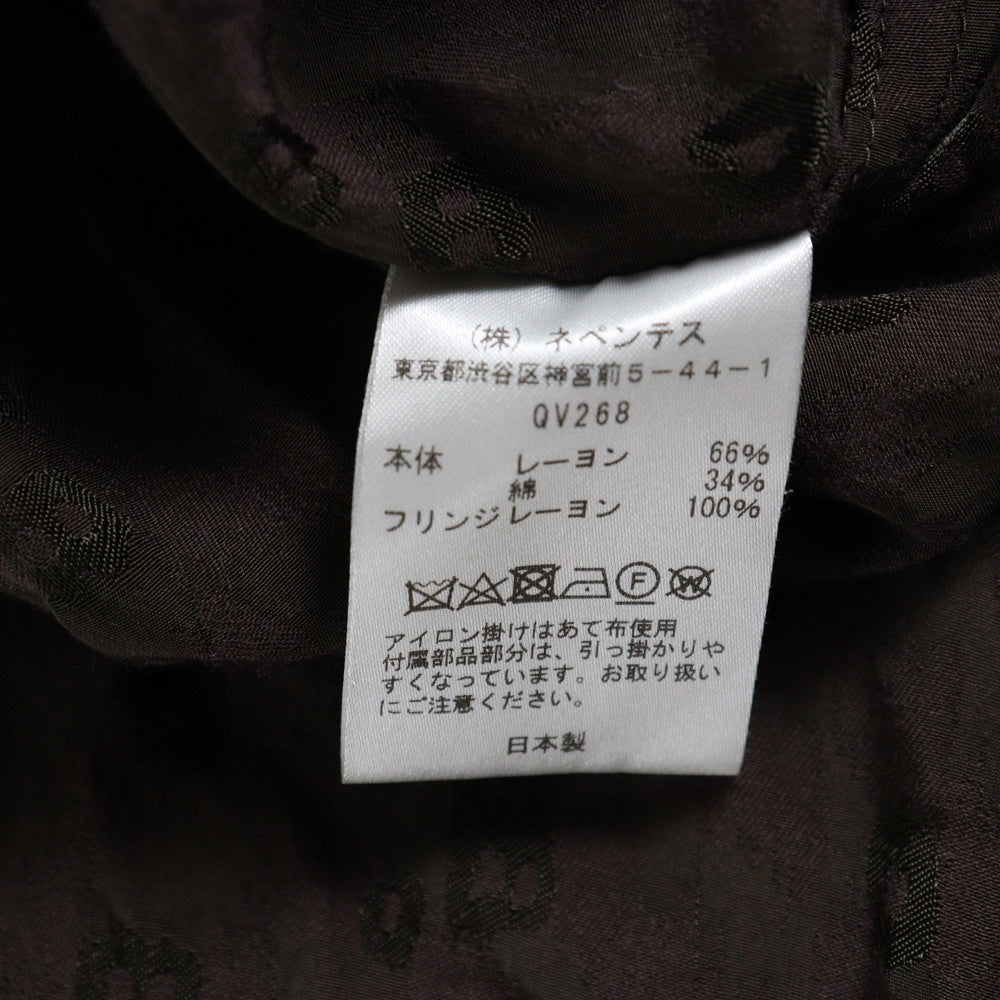 (株) ネペンテス
東京都渋谷区神宮前5-44-1
QV268
本体 レーヨン 66%
綿 34%
フリンジ レーヨン 100%
F W
アイロン掛けはあて布使用
付属部品部分は、引っ掛かりや
すくなっています。お取り扱い
にご注意ください。
日本製